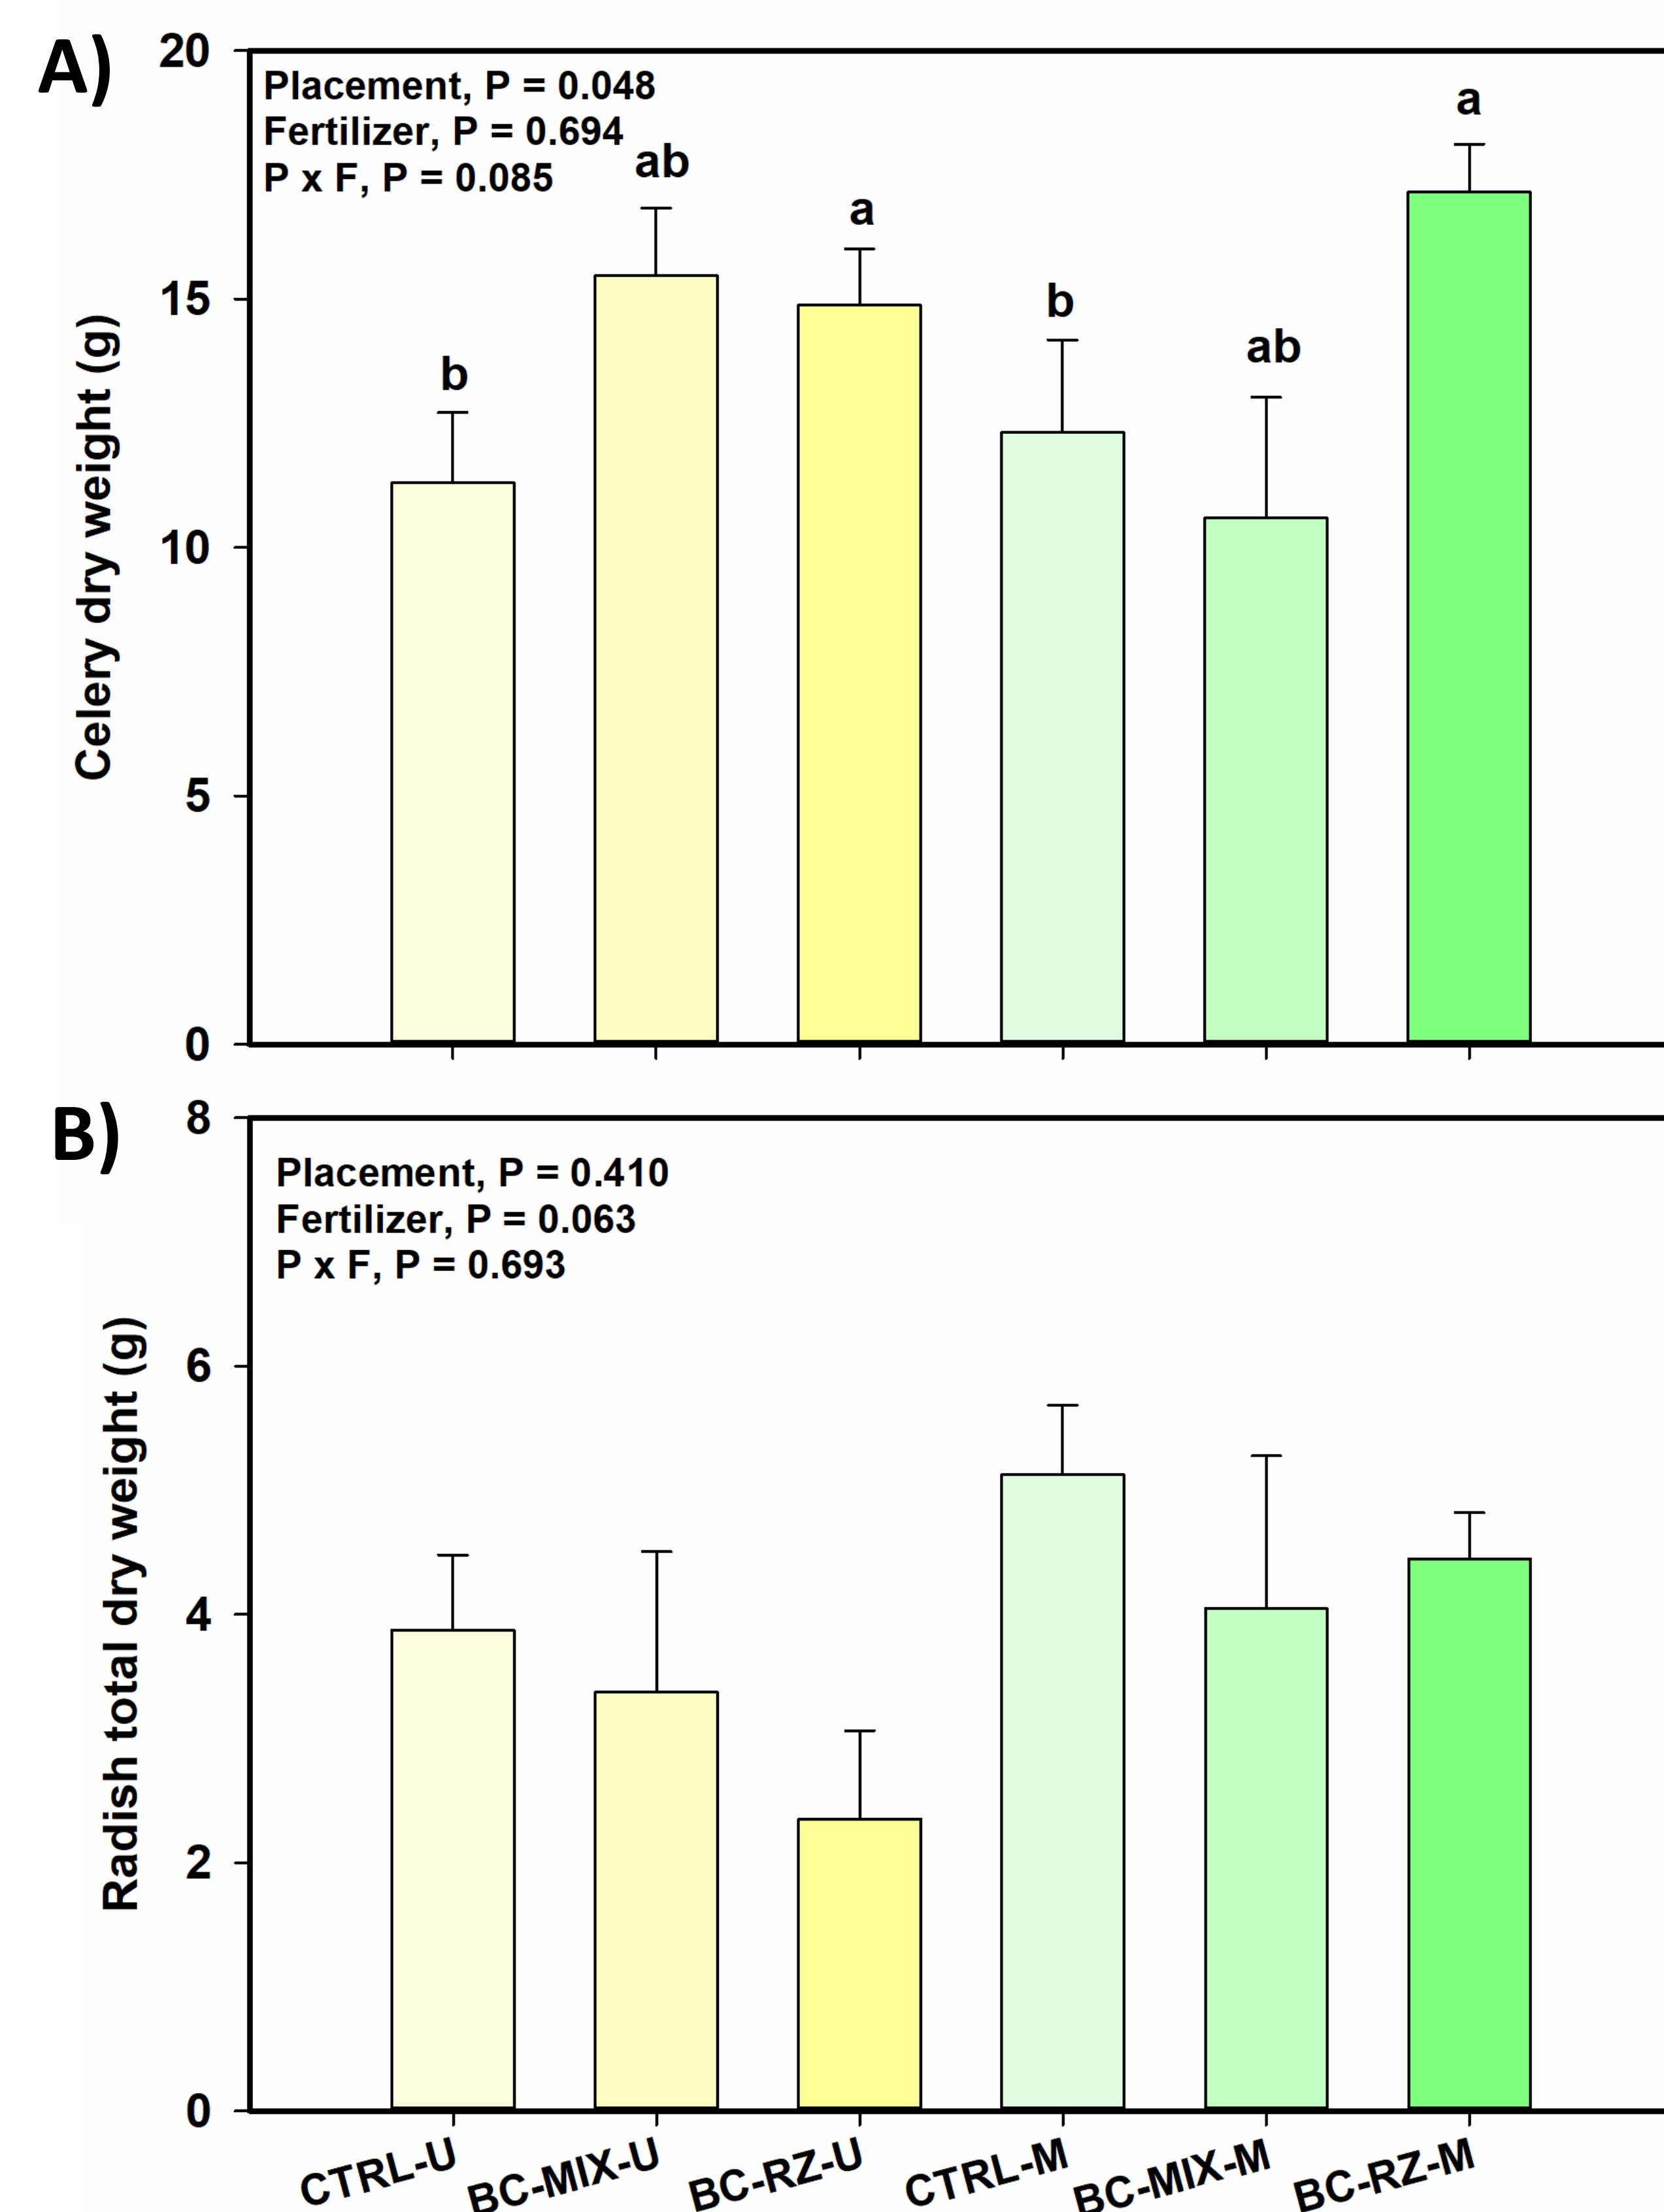 A)
20
Placement, P = 0.048
Fertilizer, P = 0.694
P x F, P = 0.085
ab
a
a
b
b
ab
15
10
5
0
Celery dry weight (g)
B)
8
Placement, P = 0.410
Fertilizer, P = 0.063
P x F, P = 0.693
6
4
2
0
Radish total dry weight (g)
CTRL-U
BC-MIX-U
BC-RZ-U
CTRL-M
BC-MIX-M
BC-RZ-M